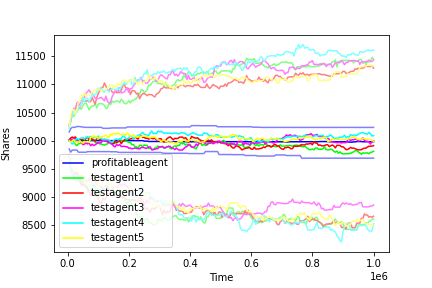 11500
11000
10500
10000
9500
9000
8500
Shares
profitableagent
testagent1
testagent2
testagent3
testagent4
testagent5
0.0 0.2 0.4 0.6 0.8 1.0
Time
1e6